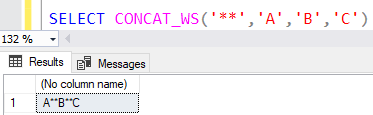 SELECT CONCAT_WS('**','A','B','C')
132 %
Results Messages
(No column name)
1 A**B**C